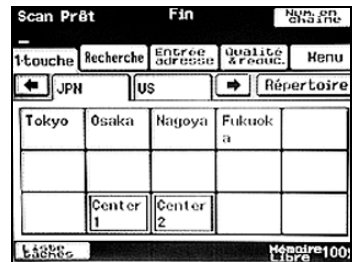 Scan Prêt Fin Num. en chaîne
1-touche Recherche Entrée adresse Qualité & réduc. Menu
JPN US Répertoire
Tokyo Osaka Nagoya Fukuok
a
Center 1 Center 2
Liste tâches Mémoire Libre 100%